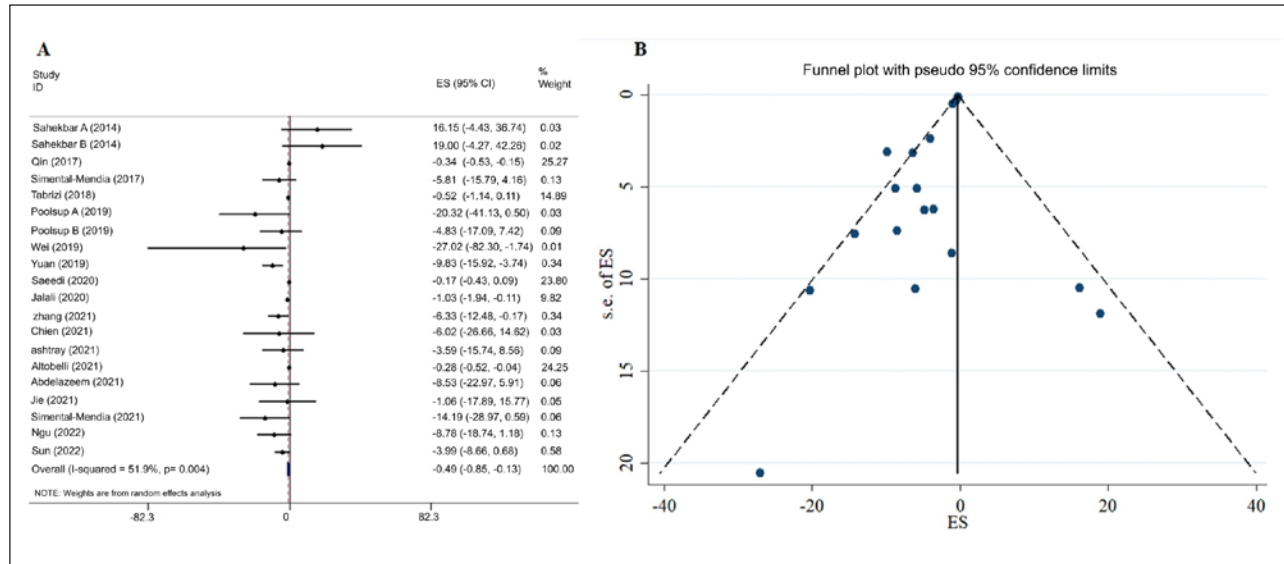 A
Study
ID
ES (95% CI)
%
Weight
Sahekbar A (2014) 16.15 (-4.43, 36.74) 0.03
Sahekbar B (2014) 19.00 (-4.27, 42.26) 0.02
Qin (2017) -0.34 (-0.53, -0.15) 25.27
Simental-Mendia (2017) -5.81 (-15.79, 4.16) 0.13
Tabrizi (2018) -0.52 (-1.14, 0.11) 14.89
Poolsup A (2019) -20.32 (-41.13, 0.50) 0.03
Poolsup B (2019) -4.83 (-17.09, 7.42) 0.09
Wei (2019) -27.02 (-82.30, -1.74) 0.01
Yuan (2019) -9.83 (-15.92, -3.74) 0.34
Saeedi (2020) -0.17 (-0.43, 0.09) 23.80
Jalali (2020) -1.03 (-1.94, -0.11) 9.82
zhang (2021) -6.33 (-12.48, -0.17) 0.34
Chien (2021) -6.02 (-26.66, 14.62) 0.03
ashtray (2021) -3.59 (-15.74, 8.56) 0.09
Altobelli (2021) -0.28 (-0.52, -0.04) 24.25
Abdelazeem (2021) -8.53 (-22.97, 5.91) 0.06
Jie (2021) -1.06 (-17.89, 15.77) 0.05
Simental-Mendia (2021) -14.19 (-28.97, 0.59) 0.06
Ngu (2022) -8.78 (-18.74, 1.18) 0.13
Sun (2022) -3.99 (-8.66, 0.68) 0.58
Overall (I-squared = 51.9%, p= 0.004) -0.49 (-0.85, -0.13) 100.00
NOTE: Weights are from random effects analysis
-82.3 0 82.3
B
Funnel plot with pseudo 95% confidence limits
s.e. of ES
0
5
10
15
20
-40 -20 0 20 40
ES